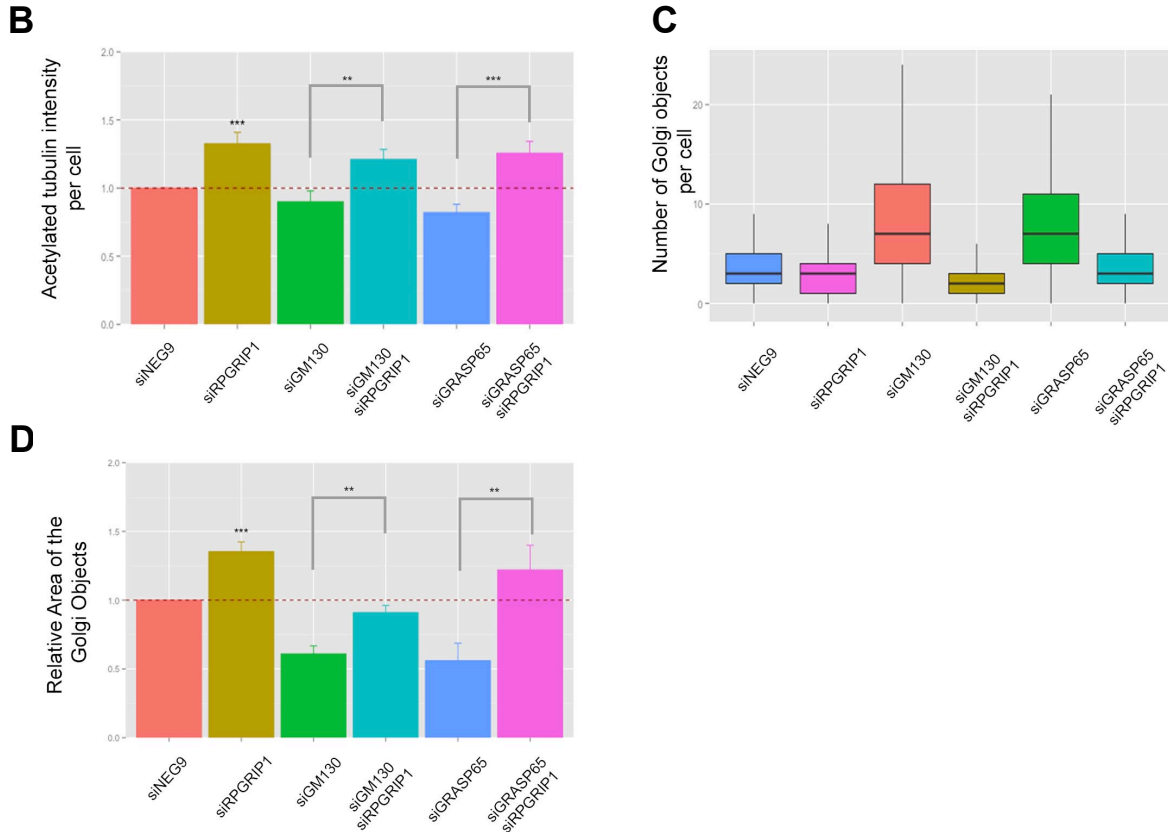 B
Acetylated tubulin intensity
per cell
2.0
1.5
1.0
0.5
0.0
***
**
***
siNEG9
siRPGRIP1
siGM130
siGM130
siRPGRIP1
siGRASP65
siGRASP65
siRPGRIP1
C
Number of Golgi objects
per cell
20
10
0
siNEG9
siRPGRIP1
siGM130
siGM130
siRPGRIP1
siGRASP65
siGRASP65
siRPGRIP1
D
Relative Area of the
Golgi Objects
2.0
1.5
1.0
0.5
0.0
***
**
**
siNEG9
siRPGRIP1
siGM130
siGM130
siRPGRIP1
siGRASP65
siGRASP65
siRPGRIP1